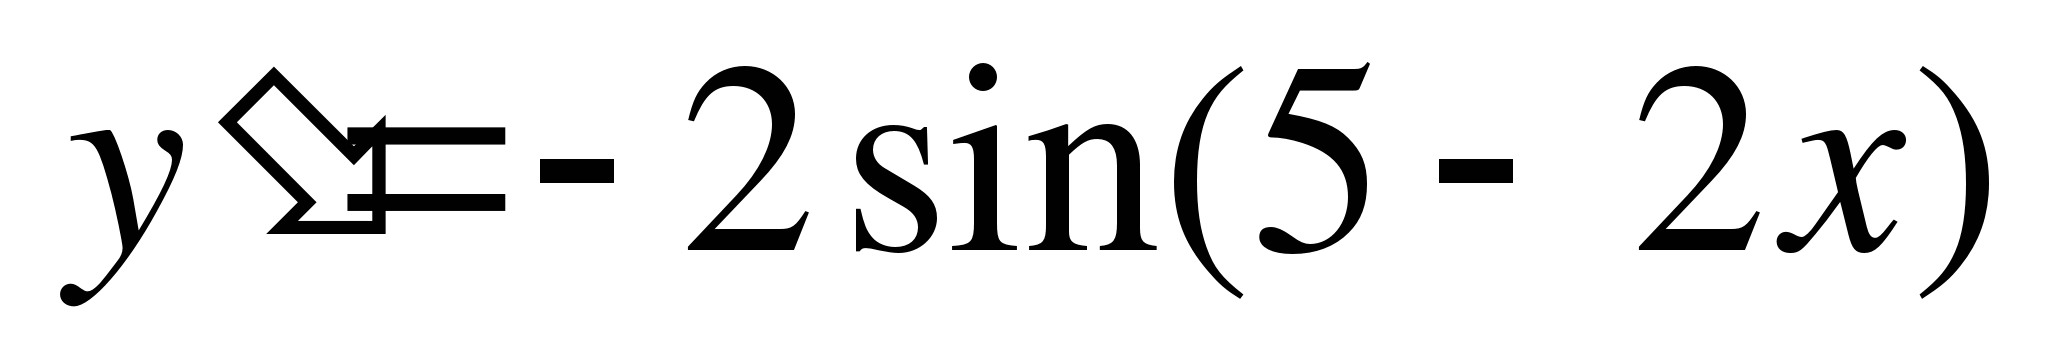 y = - 2 sin(5 - 2x)